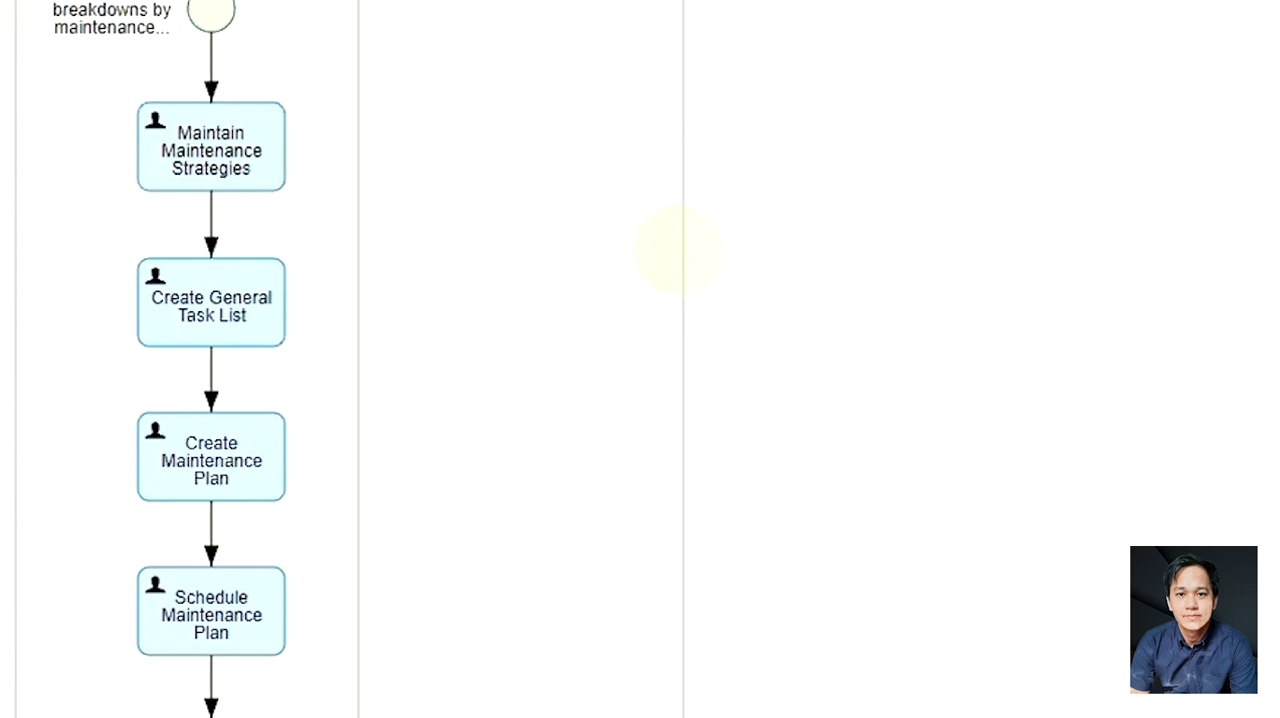 breakdowns by
maintenance...
Maintain
Maintenance
Strategies
Create General
Task List
Create
Maintenance
Plan
Schedule
Maintenance
Plan